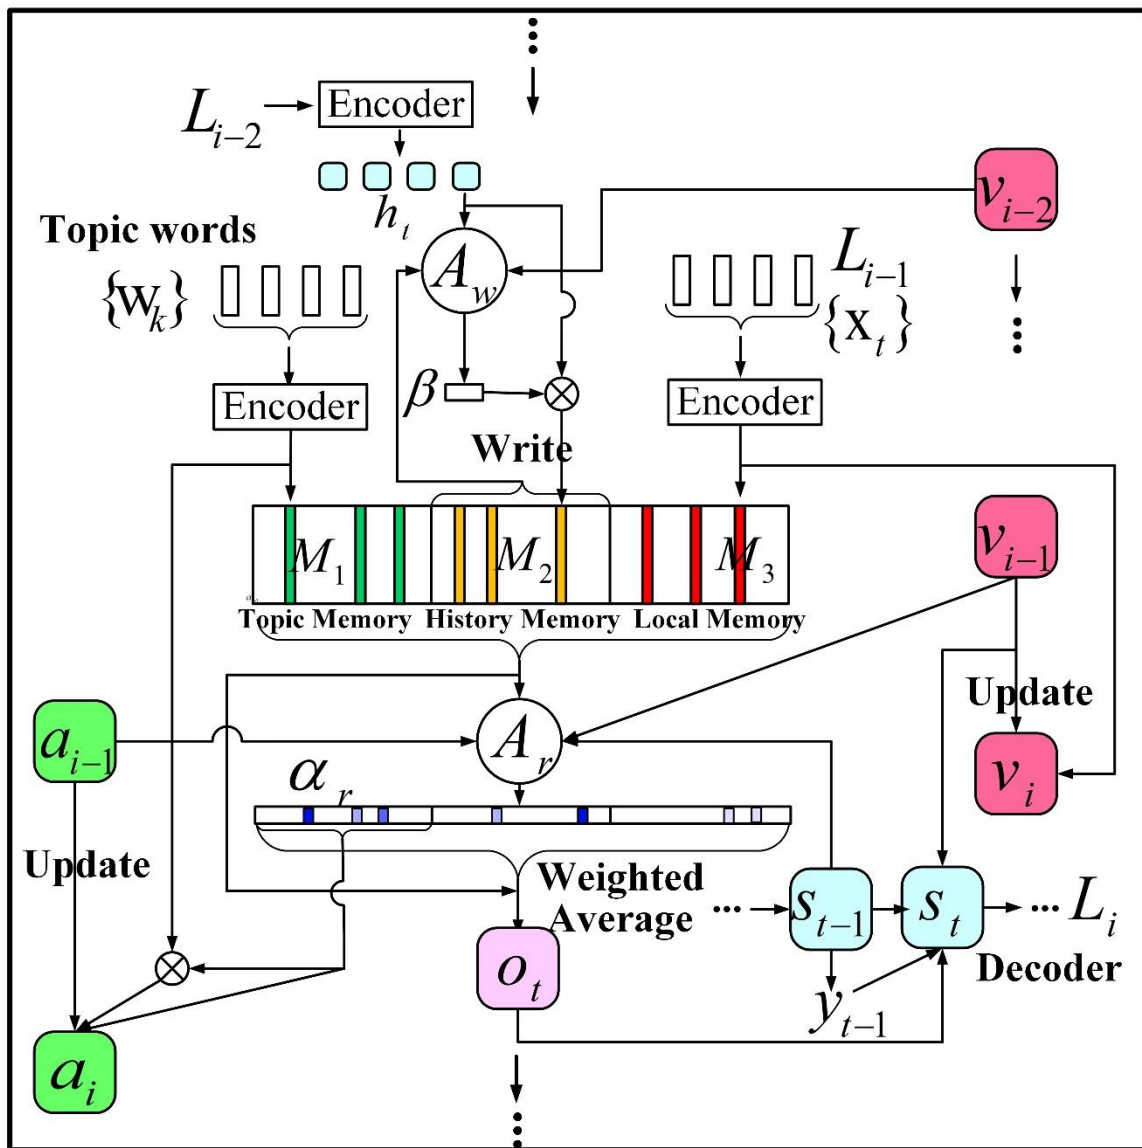 Encoder
L_{i-2}
h_t
v_{i-2}
Topic words
{w_k}
A_w
L_{i-1}
{x_t}
β
Encoder
Encoder
Write
M_1
M_2
M_3
v_{i-1}
Topic Memory
History Memory
Local Memory
Update
a_{i-1}
A_r
v_i
α_r
Update
Weighted
Average
...
s_{t-1}
s_t
... L_i
Decoder
o_t
y_{t-1}
a_i